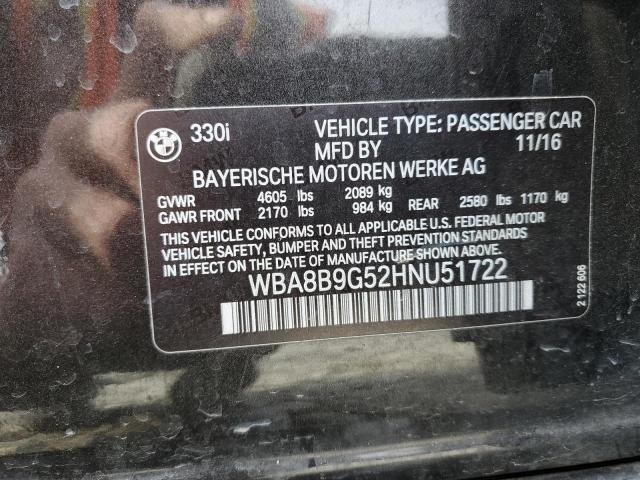 330i VEHICLE TYPE: PASSENGER CAR
MFD BY 11/16
BAYERISCHE MOTOREN WERKE AG
GVWR 4605 lbs 2089 kg
GAWR FRONT 2170 lbs 984 kg REAR 2580 lbs 1170 kg
THIS VEHICLE CONFORMS TO ALL APPLICABLE U.S. FEDERAL MOTOR
VEHICLE SAFETY, BUMPER AND THEFT PREVENTION STANDARDS
IN EFFECT ON THE DATE OF MANUFACTURE SHOWN ABOVE.
WBA8B9G52HNU51722
2 122 606